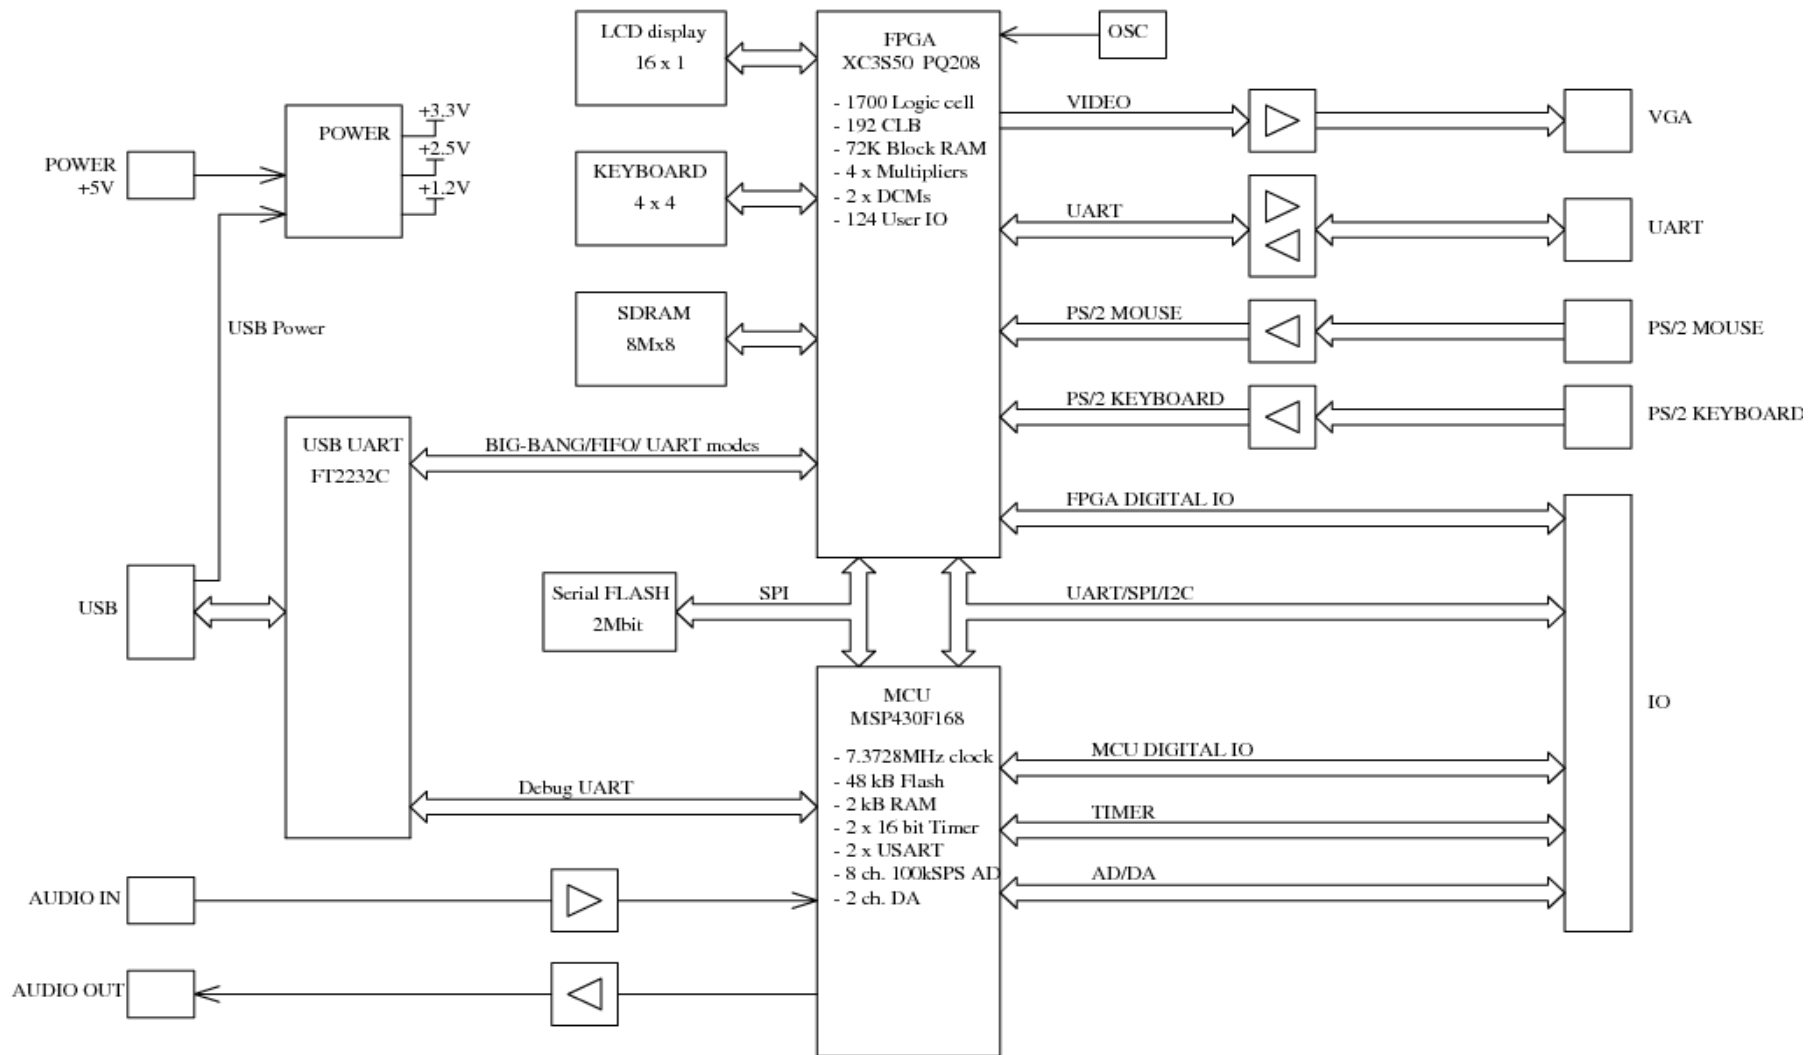 LCD display
16 x 1
FPGA
XC3S50 PQ208
- 1700 Logic cell
- 192 CLB
- 72K Block RAM
- 4 x Multipliers
- 2 x DCMs
- 124 User IO
OSC
VIDEO
VGA
POWER
+5V
POWER
+3.3V
+2.5V
+1.2V
KEYBOARD
4 x 4
UART
UART
USB Power
SDRAM
8Mx8
PS/2 MOUSE
PS/2 MOUSE
PS/2 KEYBOARD
PS/2 KEYBOARD
USB UART
FT2232C
BIG-BANG/FIFO/ UART modes
FPGA DIGITAL IO
USB
Serial FLASH
2Mbit
SPI
UART/SPI/I2C
IO
MCU
MSP430F168
- 7.3728MHz clock
- 48 kB Flash
- 2 kB RAM
- 2 x 16 bit Timer
- 2 x USART
- 8 ch. 100kSPS AD
- 2 ch. DA
MCU DIGITAL IO
TIMER
AD/DA
Debug UART
AUDIO IN
AUDIO OUT